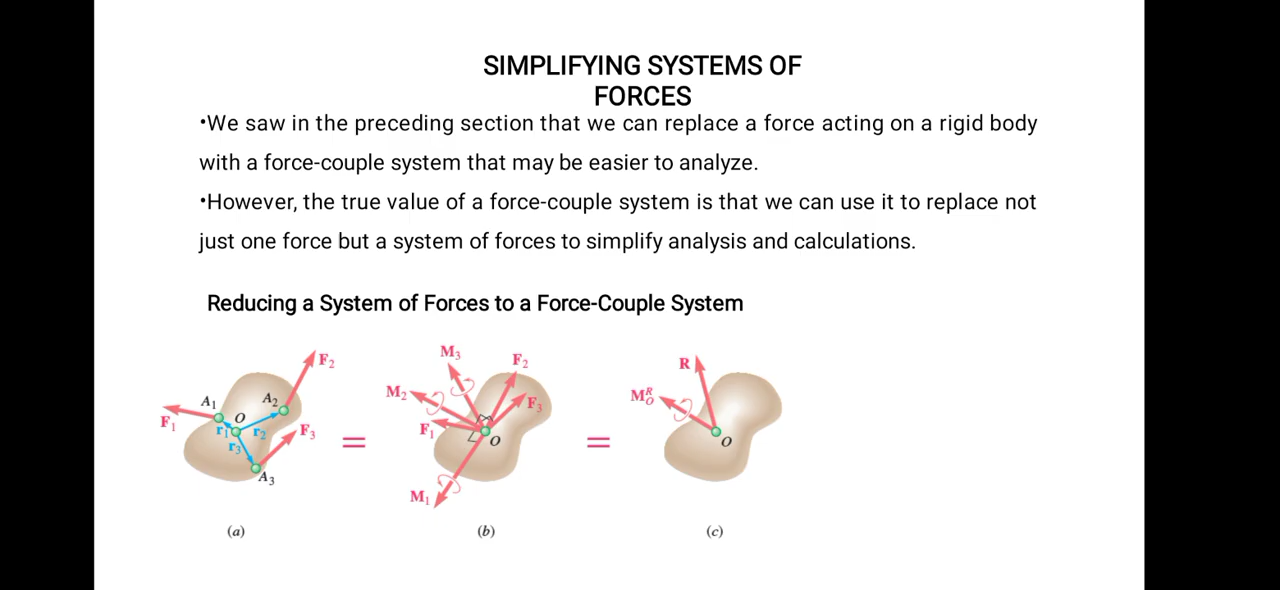 SIMPLIFYING SYSTEMS OF
FORCES
•We saw in the preceding section that we can replace a force acting on a rigid body
with a force-couple system that may be easier to analyze.
•However, the true value of a force-couple system is that we can use it to replace not
just one force but a system of forces to simplify analysis and calculations.
Reducing a System of Forces to a Force-Couple System
F₁ A₁ O A₂ F₂ r₁ r₂ r₃ F₃ A₃
=
M₃ M₂ F₂ F₃ F₁ O M₁
=
R M_O^R O
(a)
(b)
(c)